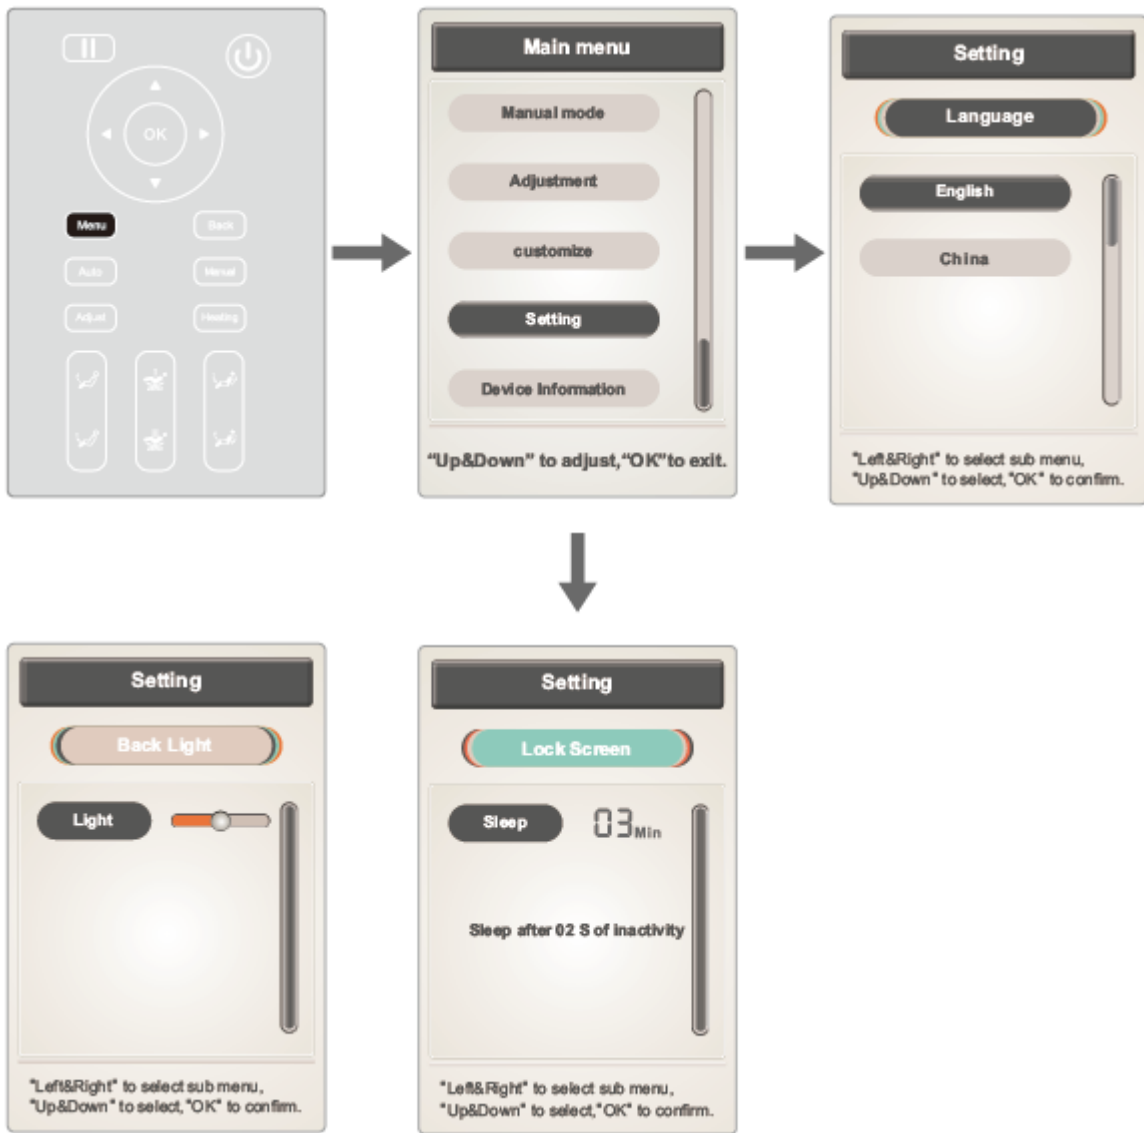 OK
Menu
Back
Auto
Manual
Adjust
Heating
Main menu
Manual mode
Adjustment
customize
Setting
Device Information
“Up&Down” to adjust,“OK”to exit.
Setting
Language
English
China
"Left&Right" to select sub menu,
"Up&Down" to select,"OK" to confirm.
Setting
Back Light
Light
"Left&Right" to select sub menu,
"Up&Down" to select,"OK" to confirm.
Setting
Lock Screen
Sleep 03 Min
Sleep after 02 S of inactivity
"Left&Right" to select sub menu,
"Up&Down" to select,"OK" to confirm.